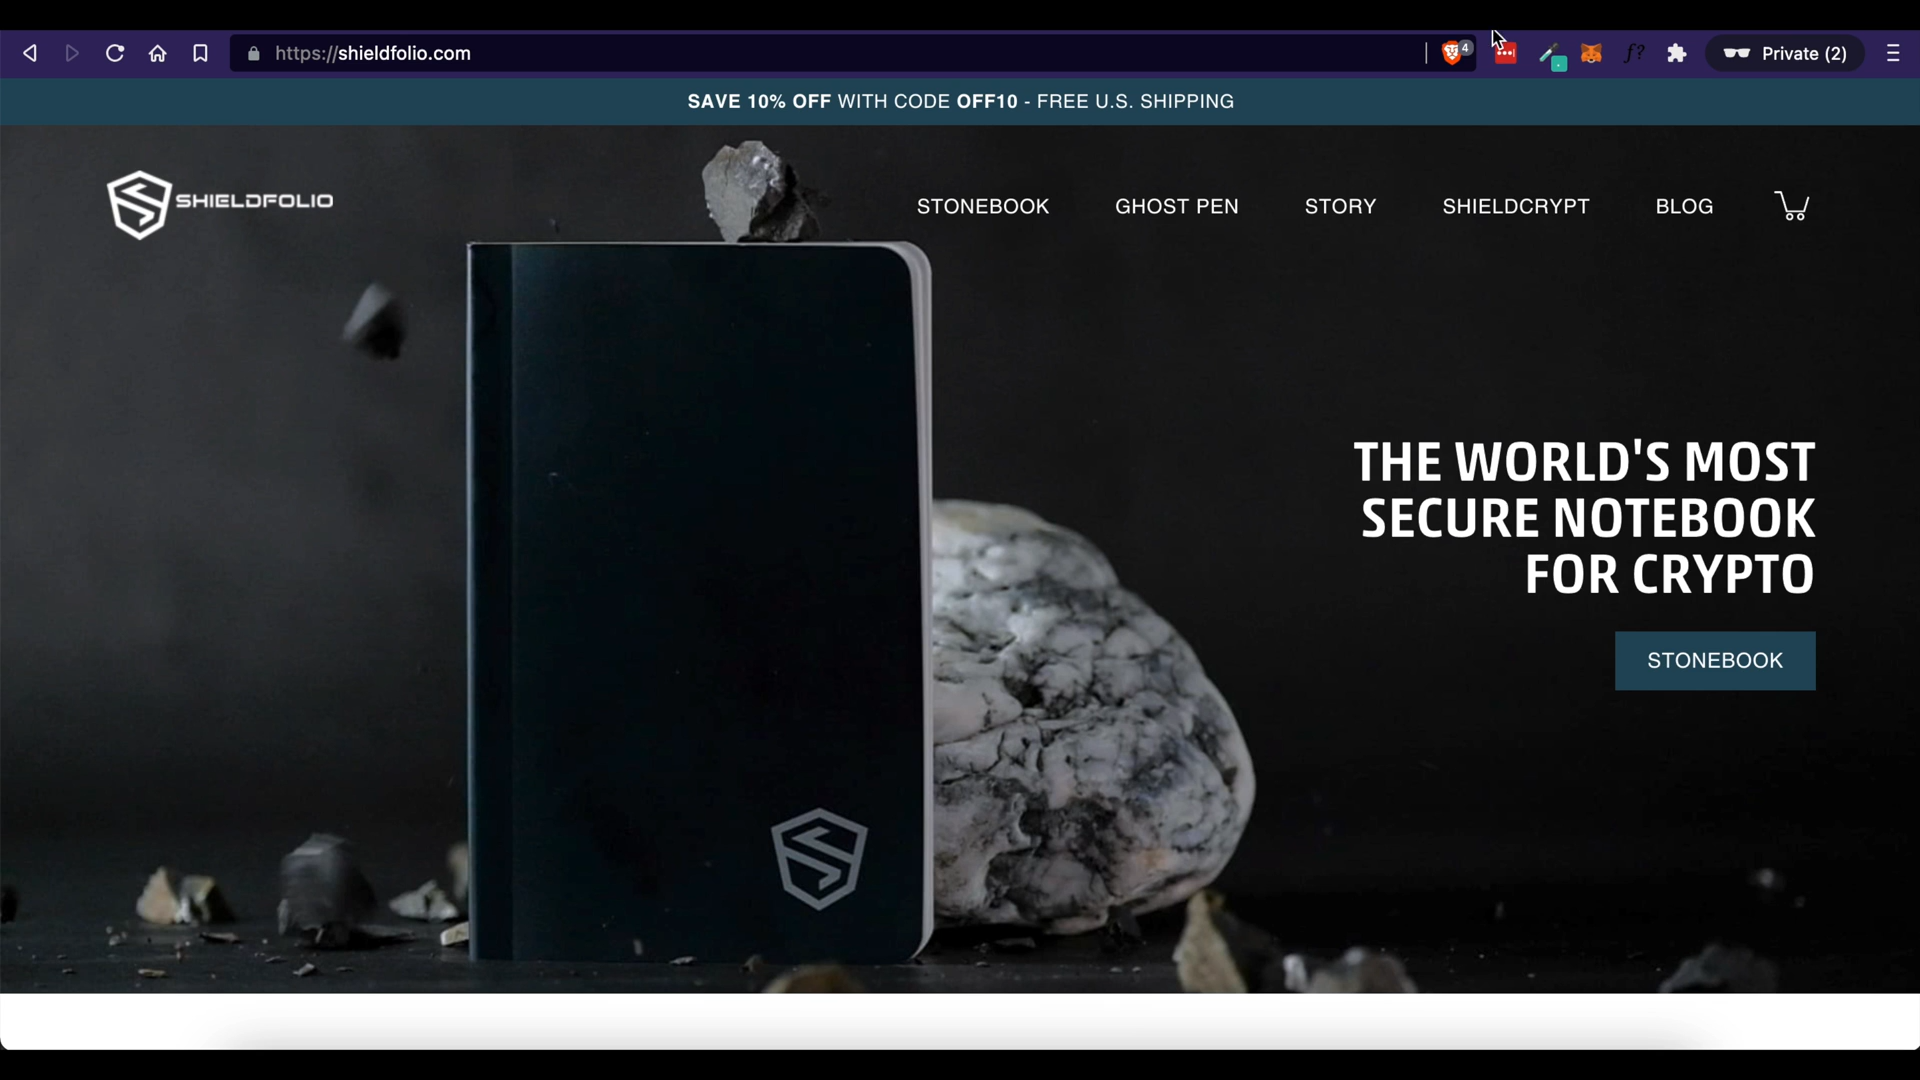 https://shieldfolio.com
4
f?
Private (2)
SAVE 10% OFF WITH CODE OFF10 - FREE U.S. SHIPPING
SHIELDFOLIO
STONEBOOK
GHOST PEN
STORY
SHIELDCRYPT
BLOG
THE WORLD'S MOST
SECURE NOTEBOOK
FOR CRYPTO
STONEBOOK